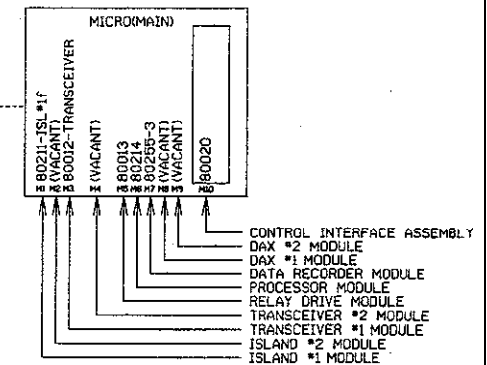 MICRO(MAIN)
M1 80211-ISL#1f
M2 (VACANT)
M3 80012-TRANSCEIVER
M4 (VACANT)
M5 80013
M6 80214
M7 80255-3
M8 (VACANT)
M9 (VACANT)
M10 80020
CONTROL INTERFACE ASSEMBLY
DAX #2 MODULE
DAX #1 MODULE
DATA RECORDER MODULE
PROCESSOR MODULE
RELAY DRIVE MODULE
TRANSCEIVER #2 MODULE
TRANSCEIVER #1 MODULE
ISLAND #2 MODULE
ISLAND #1 MODULE